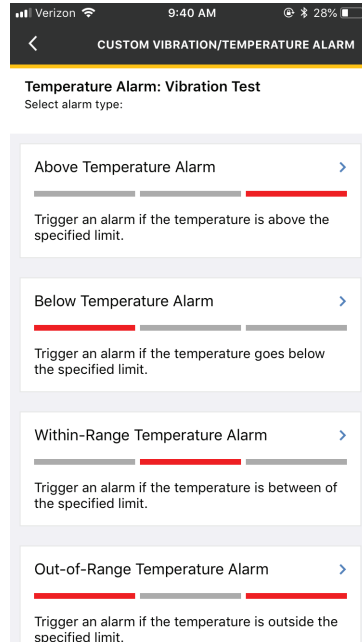 Verizon 9:40 AM 28%
CUSTOM VIBRATION/TEMPERATURE ALARM
Temperature Alarm: Vibration Test
Select alarm type:
Above Temperature Alarm
Trigger an alarm if the temperature is above the
specified limit.
Below Temperature Alarm
Trigger an alarm if the temperature goes below
the specified limit.
Within-Range Temperature Alarm
Trigger an alarm if the temperature is between of
the specified limit.
Out-of-Range Temperature Alarm
Trigger an alarm if the temperature is outside the
specified limit.